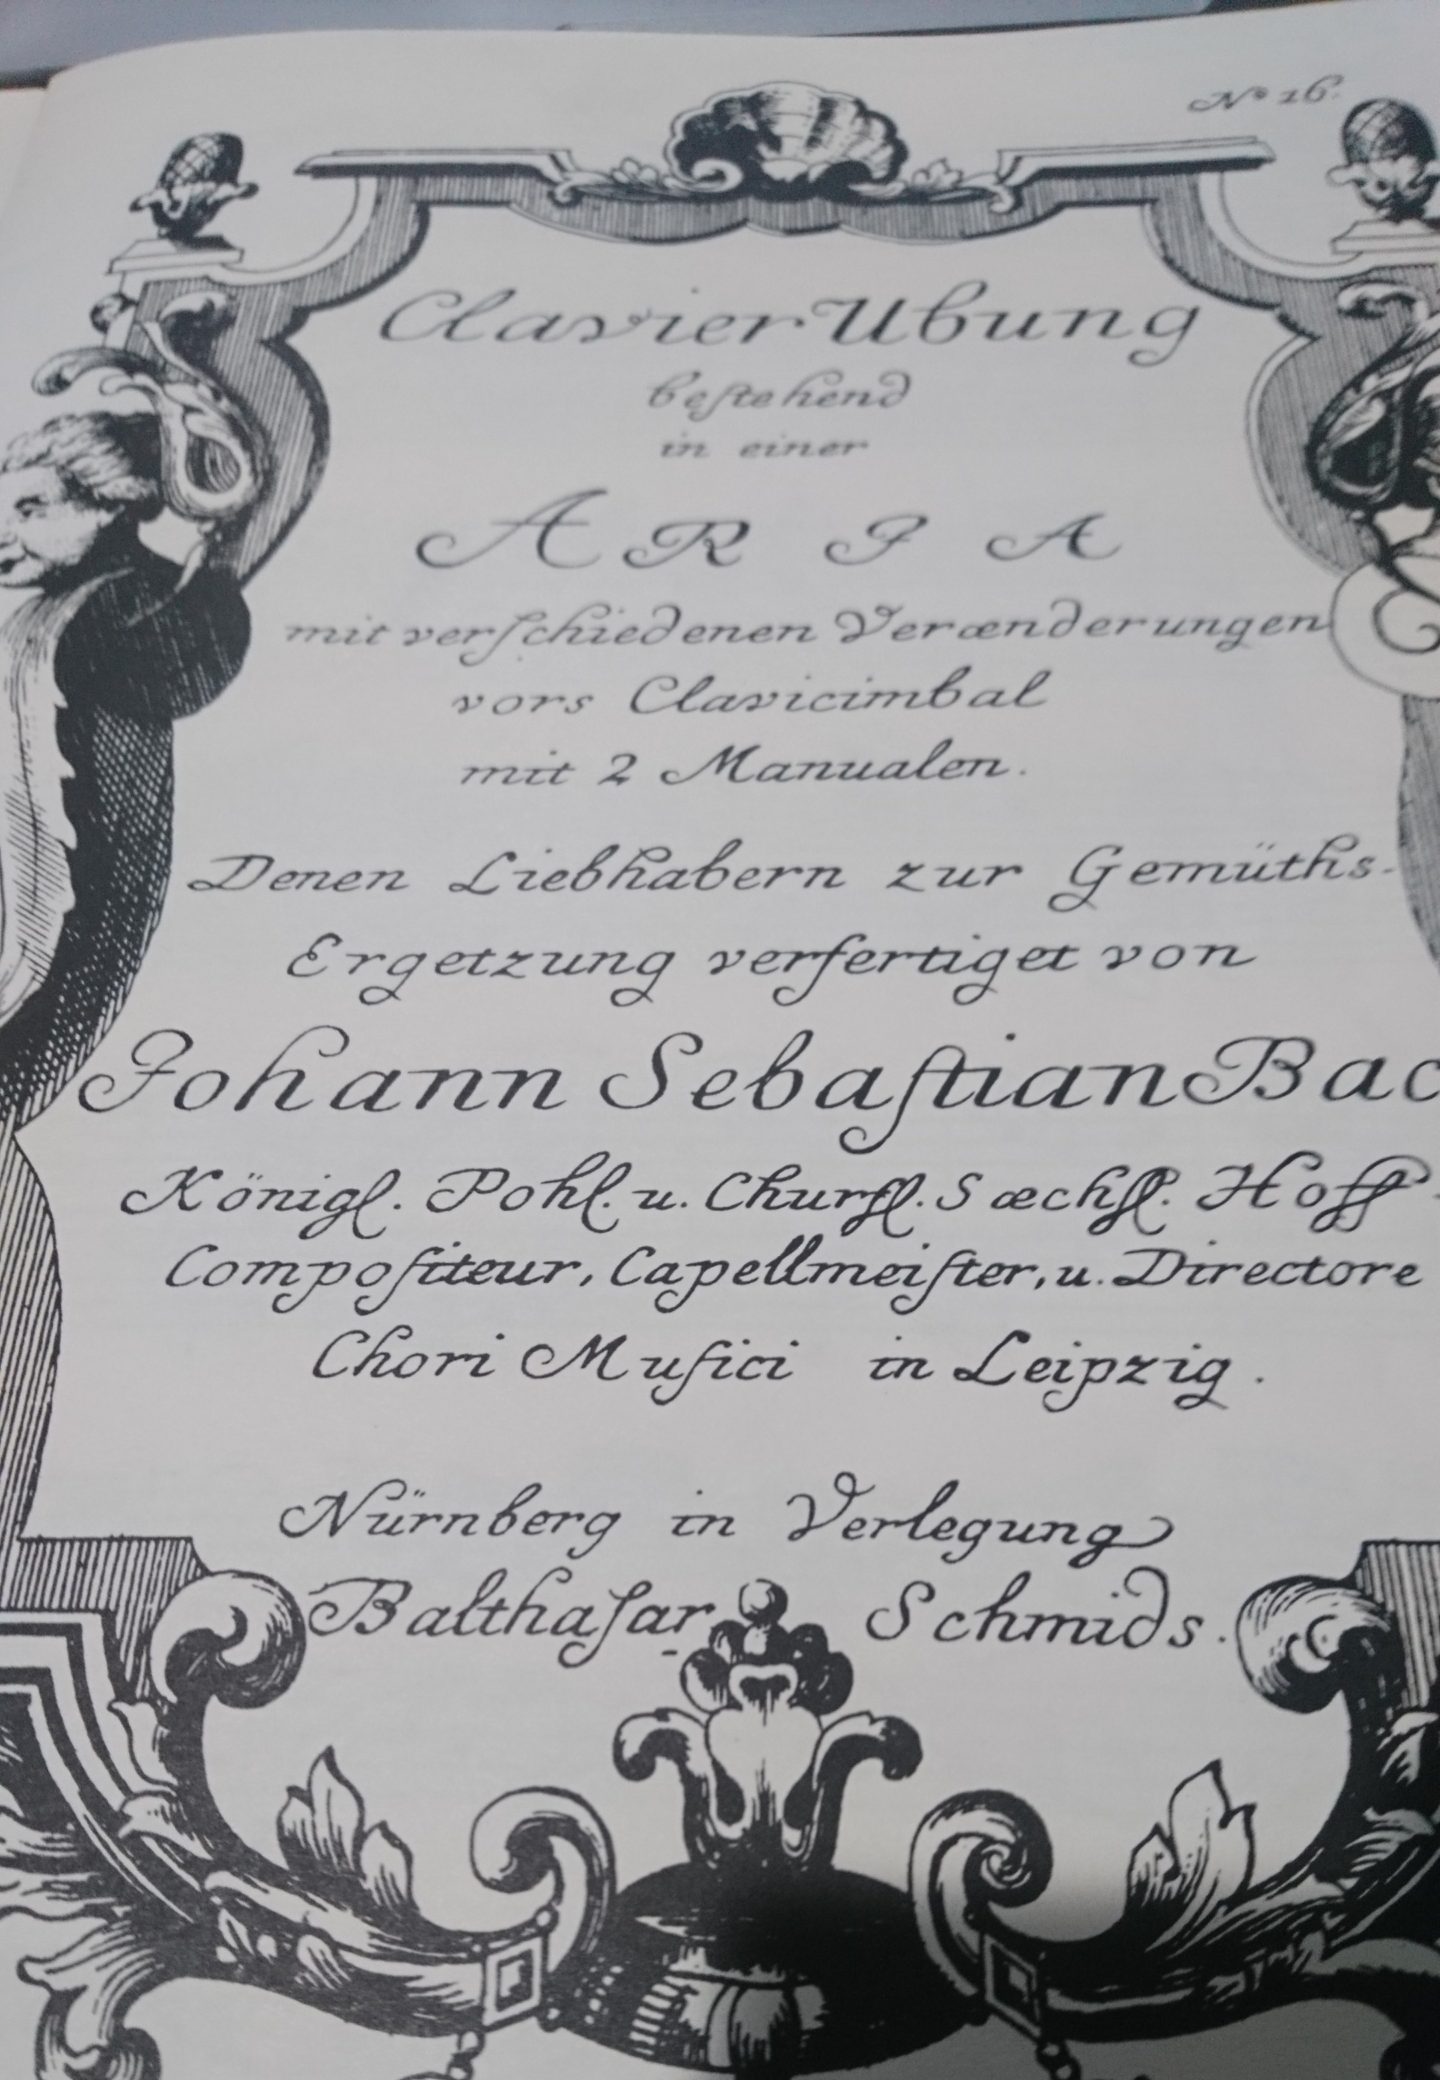 No 16.
Clavier Ubung
bestehend
in einer
ARIA
mit verschiedenen Verænderungen
vors Clavicimbal
mit 2 Manualen.
Denen Liebhabern zur Gemüths-
Ergetzung verfertiget von
Johann Sebastian Bac
Königl. Pohl. u. Churfl. Sæchsl. Hoff-
Compositeur, Capellmeister, u. Directore
Chori Musici in Leipzig.
Nürnberg in Verlegung
Balthasar Schmids.